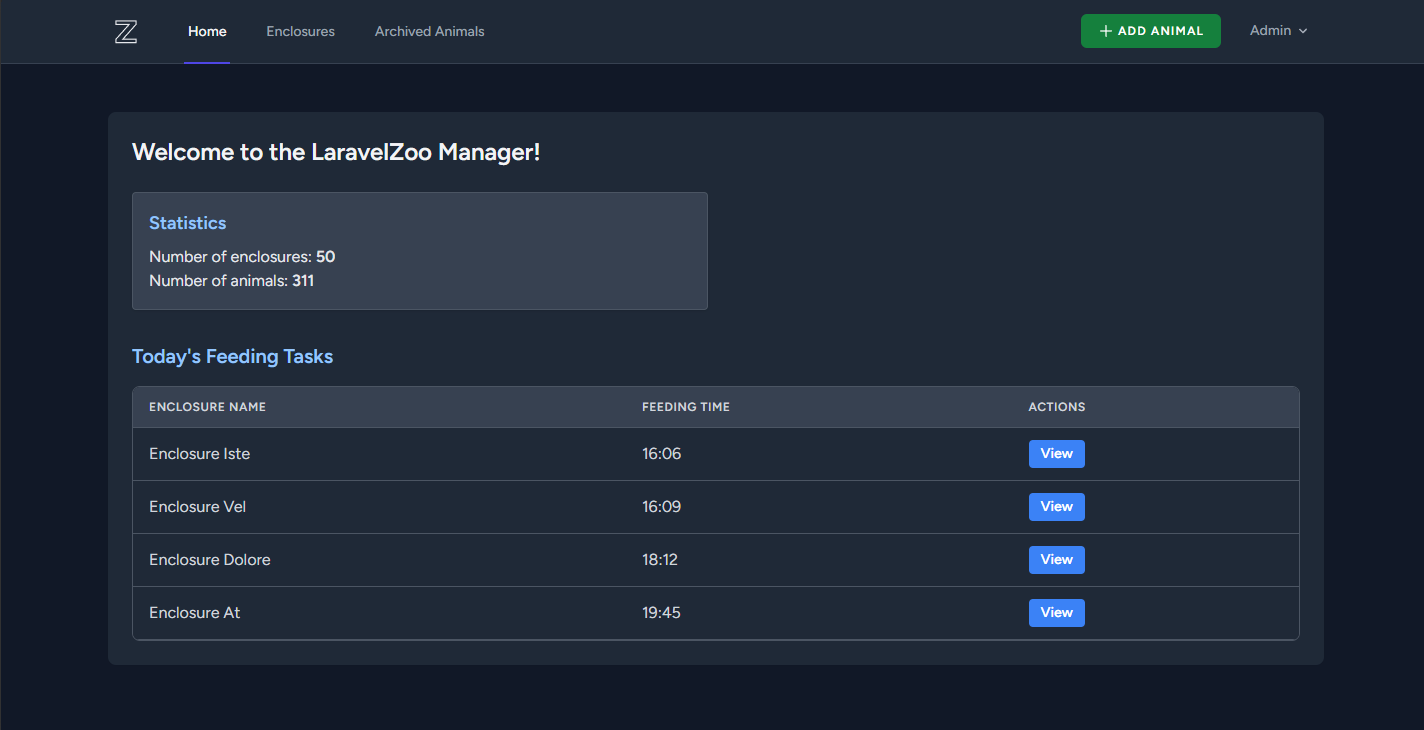 Z
Home
Enclosures
Archived Animals
+ ADD ANIMAL
Admin
Welcome to the LaravelZoo Manager!
Statistics
Number of enclosures: 50
Number of animals: 311
Today's Feeding Tasks
ENCLOSURE NAME FEEDING TIME ACTIONS
Enclosure Iste 16:06 View
Enclosure Vel 16:09 View
Enclosure Dolore 18:12 View
Enclosure At 19:45 View